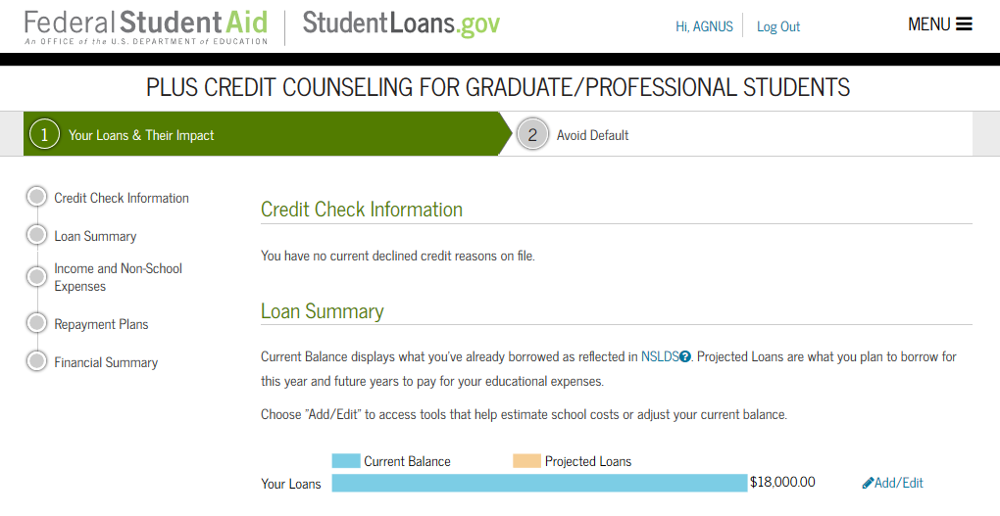 Federal Student Aid
An OFFICE of the U.S. DEPARTMENT of EDUCATION
StudentLoans.gov
Hi, AGNUS
Log Out
MENU
PLUS CREDIT COUNSELING FOR GRADUATE/PROFESSIONAL STUDENTS
1 Your Loans & Their Impact
2 Avoid Default
Credit Check Information
Loan Summary
Income and Non-School
Expenses
Repayment Plans
Financial Summary
Credit Check Information
You have no current declined credit reasons on file.
Loan Summary
Current Balance displays what you've already borrowed as reflected in NSLDS?. Projected Loans are what you plan to borrow for
this year and future years to pay for your educational expenses.
Choose "Add/Edit" to access tools that help estimate school costs or adjust your current balance.
Current Balance
Projected Loans
Your Loans
$18,000.00
Add/Edit